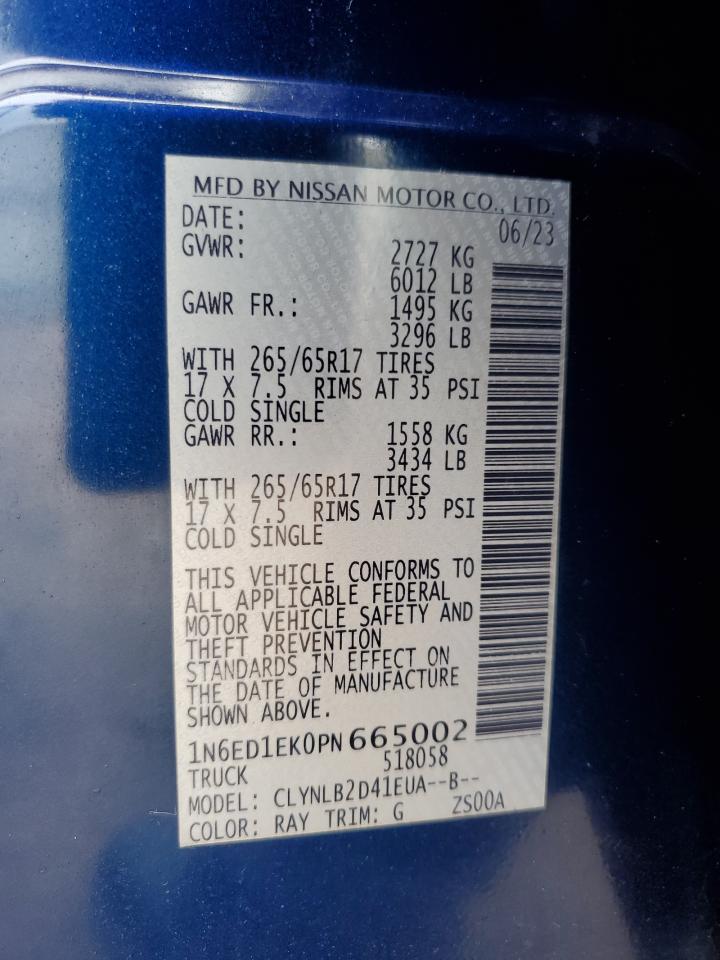 MFD BY NISSAN MOTOR CO., LTD.
DATE: 06/23
GVWR: 2727 KG
6012 LB
GAWR FR.: 1495 KG
3296 LB
WITH 265/65R17 TIRES
17 X 7.5 RIMS AT 35 PSI
COLD SINGLE
GAWR RR.: 1558 KG
3434 LB
WITH 265/65R17 TIRES
17 X 7.5 RIMS AT 35 PSI
COLD SINGLE
THIS VEHICLE CONFORMS TO
ALL APPLICABLE FEDERAL
MOTOR VEHICLE SAFETY AND
THEFT PREVENTION
STANDARDS IN EFFECT ON
THE DATE OF MANUFACTURE
SHOWN ABOVE.
1N6ED1EK0PN665002
TRUCK 518058
MODEL: CLYNLB2D41EUA--B--
COLOR: RAY TRIM: G ZS00A